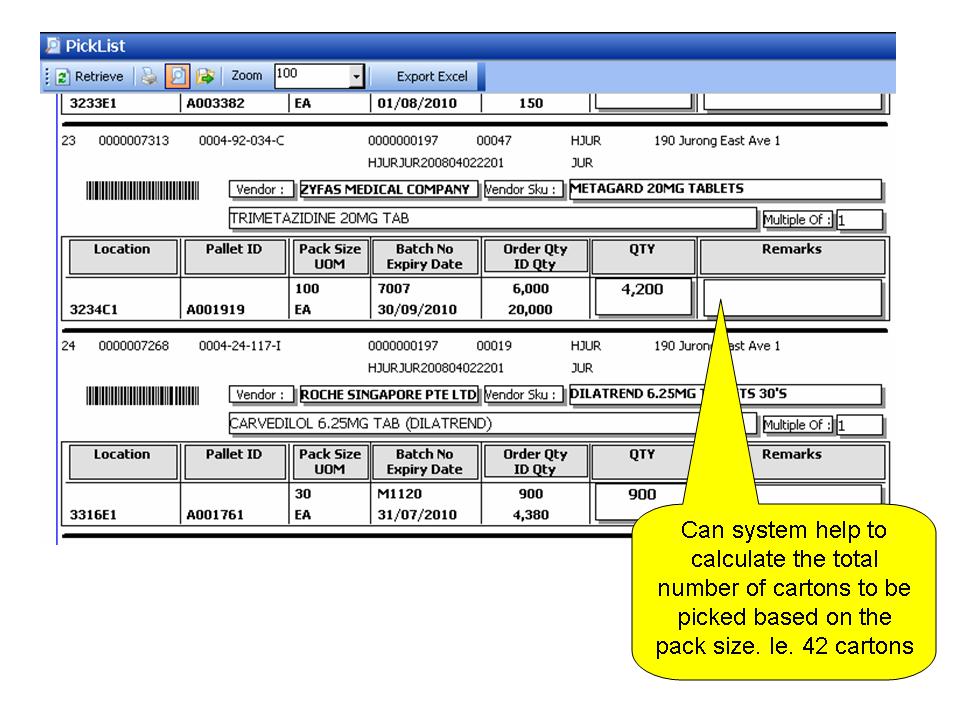 PickList
Retrieve Zoom 100 Export Excel
3233E1 A003382 EA 01/08/2010 150
23 0000007313 0004-92-034-C 0000000197 00047 HJUR 190 Jurong East Ave 1
HJURJUR200804022201 JUR
Vendor : ZYFAS MEDICAL COMPANY Vendor Sku : METAGARD 20MG TABLETS
TRIMETAZIDINE 20MG TAB Multiple Of : 1
Location Pallet ID Pack Size Batch No Order Qty QTY Remarks
UOM Expiry Date ID Qty
100 7007 6,000 4,200
3234C1 A001919 EA 30/09/2010 20,000
24 0000007268 0004-24-117-I 0000000197 00019 HJUR 190 Jurong East Ave 1
HJURJUR200804022201 JUR
Vendor : ROCHE SINGAPORE PTE LTD Vendor Sku : DILATREND 6.25MG TS 30'S
CARVEDILOL 6.25MG TAB (DILATREND) Multiple Of : 1
Location Pallet ID Pack Size Batch No Order Qty QTY Remarks
UOM Expiry Date ID Qty
30 M1120 900 900
3316E1 A001761 EA 31/07/2010 4,380
Can system help to
calculate the total
number of cartons to be
picked based on the
pack size. Ie. 42 cartons